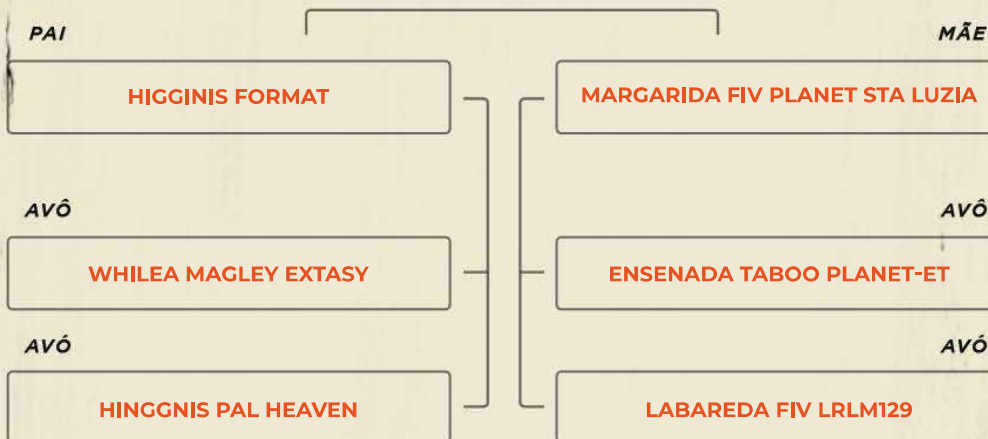 PAI
MÃE
HIGGINIS FORMAT
MARGARIDA FIV PLANET STA LUZIA
AVÔ
AVÔ
WHILEA MAGLEY EXTASY
ENSENADA TABOO PLANET-ET
AVÓ
AVÓ
HINGGNIS PAL HEAVEN
LABAREDA FIV LRLM129